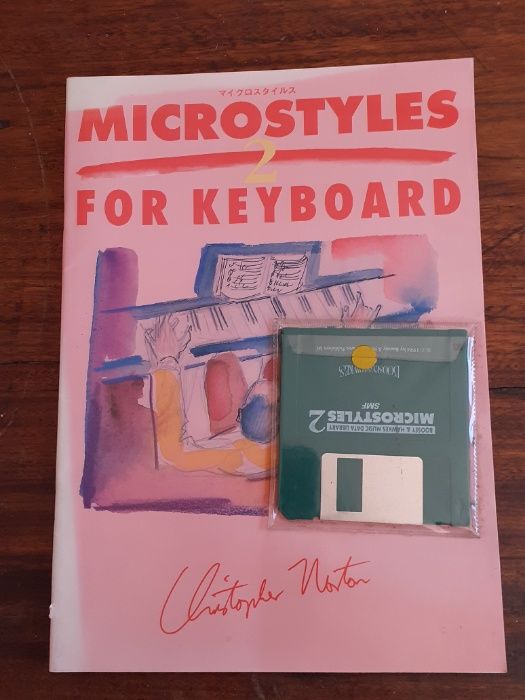 マイクロスタイルス
MICROSTYLES
2
FOR KEYBOARD
BOOSEY & HAWKES MUSIC DATA LIBRARY
MICROSTYLES 2
SMF
Christopher Norton